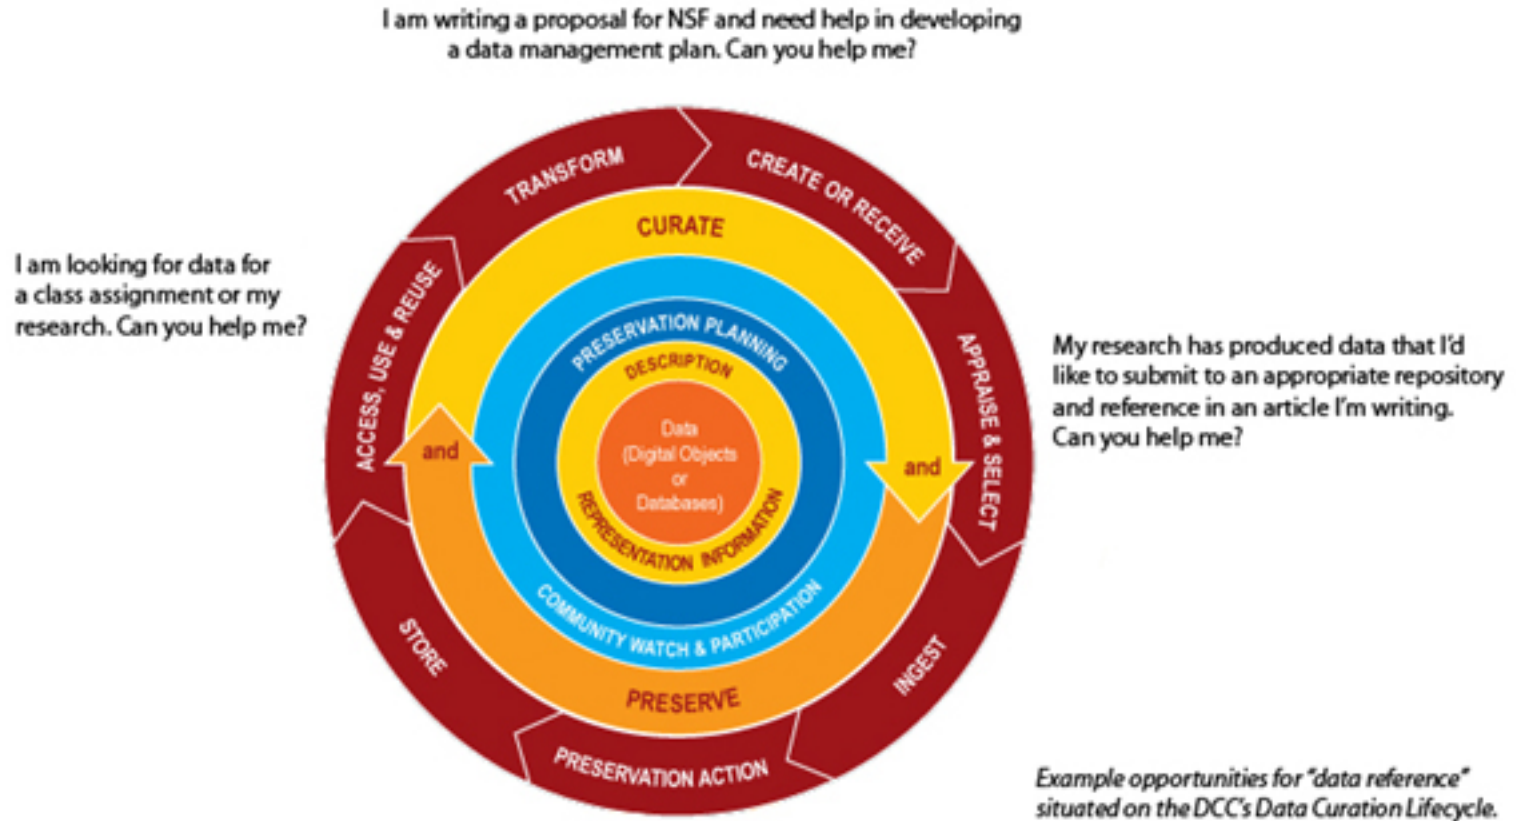 I am writing a proposal for NSF and need help in developing
a data management plan. Can you help me?
TRANSFORM
CREATE OR RECEIVE
CURATE
I am looking for data for
a class assignment or my
research. Can you help me?
ACCESS, USE & REUSE
PRESERVATION PLANNING
DESCRIPTION
APPRAISE & SELECT
My research has produced data that I'd
like to submit to an appropriate repository
and reference in an article I'm writing.
Can you help me?
and
Data
(Digital Objects
or
Databases)
and
REPRESENTATION INFORMATION
COMMUNITY WATCH & PARTICIPATION
STORE
INGEST
PRESERVE
PRESERVATION ACTION
Example opportunities for "data reference"
situated on the DCC's Data Curation Lifecycle.